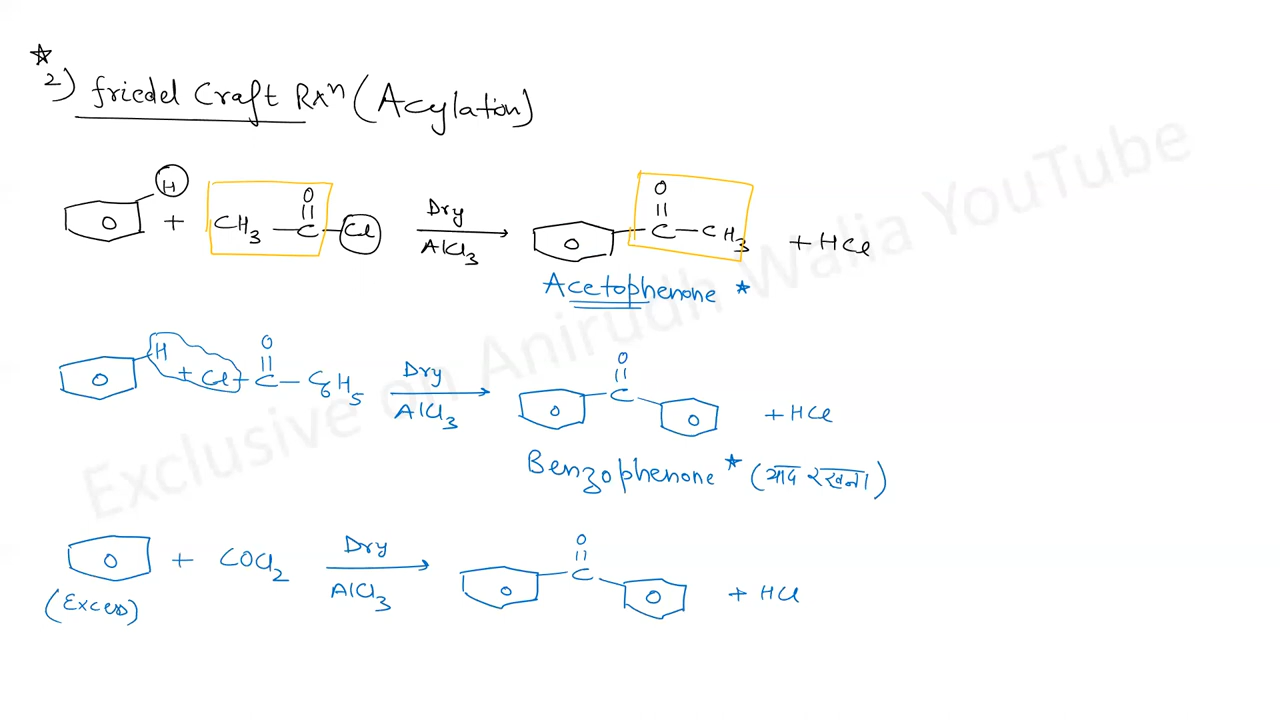 ☆
2) Friedel Craft Rxⁿ (Acylation)
H + CH₃ — C(=O) — Cl Dry AlCl₃ → C(=O) — CH₃ + HCl
Acetophenone ★
H + Cl — C(=O) — C₆H₅ Dry AlCl₃ → C(=O) + HCl
Benzophenone ★ (याद रखना)
+ COCl₂ Dry AlCl₃ → C(=O) + HCl
(Excess)
Exclusive on Anirudh Walia YouTube